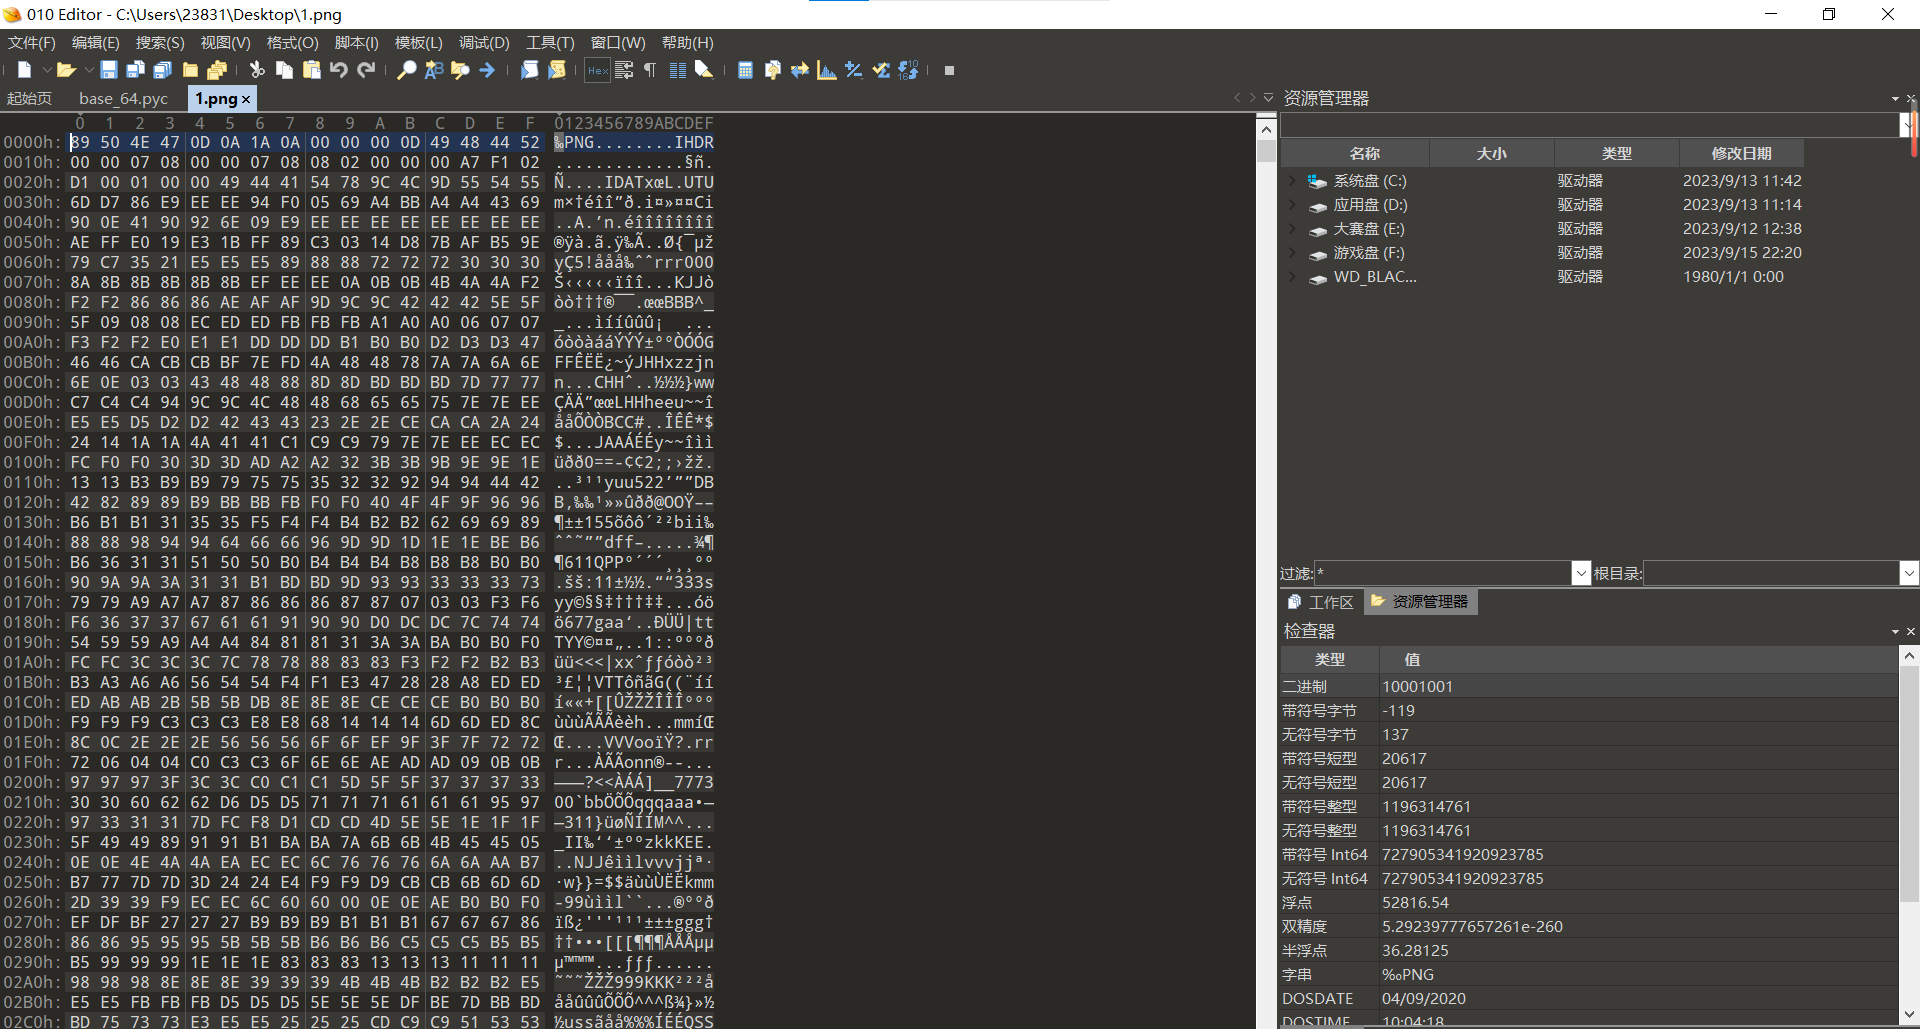 010 Editor - C:\Users\23831\Desktop\1.png
文件(F) 编辑(E) 搜索(S) 视图(V) 格式(O) 脚本(I) 模板(L) 调试(D) 工具(T) 窗口(W) 帮助(H)
Hex
起始页 base_64.pyc 1.png ×
0 1 2 3 4 5 6 7 8 9 A B C D E F 0123456789ABCDEF
0000h: 89 50 4E 47 0D 0A 1A 0A 00 00 00 0D 49 48 44 52 ‰PNG........IHDR
0010h: 00 00 07 08 00 00 07 08 08 02 00 00 00 A7 F1 02 .............§ñ.
0020h: D1 00 01 00 00 49 44 41 54 78 9C 4C 9D 55 54 55 Ñ....IDATxœL.UTU
0030h: 6D D7 86 E9 EE EE 94 F0 05 69 A4 BB A4 A4 43 69 m×†éîî”ð.i¤»¤¤Ci
0040h: 90 0E 41 90 92 6E 09 E9 EE EE EE EE EE EE EE EE ..A.’n.éîîîîîîîî
0050h: AE FF E0 19 E3 1B FF 89 C3 03 14 D8 7B AF B5 9E ®ÿà.ã.ÿ‰Ã..Ø{¯µž
0060h: 79 C7 35 21 E5 E5 E5 89 88 88 72 72 72 30 30 30 yÇ5!ååå‰ˆˆrrr000
0070h: 8A 8B 8B 8B 8B 8B EF EE EE 0A 0B 0B 4B 4A 4A F2 Š‹‹‹‹‹ïîî...KJJò
0080h: F2 F2 86 86 86 AE AF AF 9D 9C 9C 42 42 42 5E 5F òò†††®¯¯.œœBBB^_
0090h: 5F 09 08 08 EC ED ED FB FB FB A1 A0 A0 06 07 07 _...ìííûûû¡  ...
00A0h: F3 F2 F2 E0 E1 E1 DD DD DD B1 B0 B0 D2 D3 D3 47 óòòàááÝÝÝ±°°ÒÓÓG
00B0h: 46 46 CA CB CB BF 7E FD 4A 48 48 78 7A 7A 6A 6E FFÊËË¿~ýJHHxzzjn
00C0h: 6E 0E 03 03 43 48 48 88 8D 8D BD BD BD 7D 77 77 n...CHHˆ..½½½}ww
00D0h: C7 C4 C4 94 9C 9C 4C 48 48 68 65 65 75 7E 7E EE ÇÄÄ”œœLHHheeu~~î
00E0h: E5 E5 D5 D2 D2 42 43 43 23 2E 2E CE CA CA 2A 24 ååÕÒÒBCC#..ÎÊÊ*$
00F0h: 24 14 1A 1A 4A 41 41 C1 C9 C9 79 7E 7E EE EC EC $...JAAÁÉÉy~~îìì
0100h: FC F0 F0 30 3D 3D AD A2 A2 32 3B 3B 9B 9E 9E 1E üðð0==-¢¢2;;›žž.
0110h: 13 13 B3 B9 B9 79 75 75 35 32 32 92 94 94 44 42 ..³¹¹yuu522’””DB
0120h: 42 82 89 89 B9 BB BB FB F0 F0 40 4F 4F 9F 96 96 B‚‰‰¹»»ûðð@OOŸ––
0130h: B6 B1 B1 31 35 35 F5 F4 F4 B4 B2 B2 62 69 69 89 ¶±±155õôô´²²bii‰
0140h: 88 88 98 94 94 64 66 66 96 9D 9D 1D 1E 1E BE B6 ˆˆ˜””dff–.....¾¶
0150h: B6 36 31 31 51 50 50 B0 B4 B4 B4 B8 B8 B8 B0 B0 ¶611QPP°´´´¸¸¸°°
0160h: 90 9A 9A 3A 31 31 B1 BD BD 9D 93 93 33 33 33 73 .šš:11±½½.““333s
0170h: 79 79 A9 A7 A7 87 86 86 86 87 87 07 03 03 F3 F6 yy©§§‡†††‡‡...óö
0180h: F6 36 37 37 67 61 61 91 90 90 D0 DC DC 7C 74 74 ö677gaa‘..ÐÜÜ|tt
0190h: 54 59 59 A9 A4 A4 84 81 81 31 3A 3A BA B0 B0 F0 TYY©¤¤„..1::º°°ð
01A0h: FC FC 3C 3C 3C 7C 78 78 88 83 83 F3 F2 F2 B2 B3 üü<<<|xxˆƒƒóòò²³
01B0h: B3 A3 A6 A6 56 54 54 F4 F1 E3 47 28 28 A8 ED ED ³£¦¦VTTôñãG((¨íí
01C0h: ED AB AB 2B 5B 5B DB 8E 8E 8E CE CE CE B0 B0 B0 í««+[[ÛŽŽŽÎÎÎ°°°
01D0h: F9 F9 F9 C3 C3 C3 E8 E8 68 14 14 14 6D 6D ED 8C ùùùÃÃÃèèh...mmíŒ
01E0h: 8C 0C 2E 2E 2E 56 56 56 6F 6F EF 9F 3F 7F 72 72 Œ....VVVooïŸ?.rr
01F0h: 72 06 04 04 C0 C3 C3 6F 6E 6E AE AD AD 09 0B 0B r...ÀÃÃonn®--...
0200h: 97 97 97 3F 3C 3C C0 C1 C1 5D 5F 5F 37 37 37 33 ———?<<ÀÁÁ]__7773
0210h: 30 30 60 62 62 D6 D5 D5 71 71 71 61 61 61 95 97 00`bbÖÕÕqqqaaa•—
0220h: 97 33 31 31 7D FC F8 D1 CD CD 4D 5E 5E 1E 1F 1F —311}üøÑÍÍM^^...
0230h: 5F 49 49 89 91 91 B1 BA BA 7A 6B 6B 4B 45 45 0E _II‰‘‘±ººzkkKEE.
0240h: 0E 0E 4E 4A 4A EA EC EC 6C 76 76 76 6A 6A AA B7 ..NJJêììlvvvjjª·
0250h: B7 77 7D 7D 3D 24 24 E4 F9 F9 D9 CB CB 6B 6D 6D ·w}}=$$äùùÙËËkmm
0260h: 2D 39 39 F9 EC EC 6C 60 60 00 0E 0E AE B0 B0 F0 -99ùììl``...®°°ð
0270h: EF DF BF 27 27 27 B9 B9 B9 B1 B1 B1 67 67 67 86 ïß¿'''¹¹¹±±±ggg†
0280h: 86 86 95 95 95 5B 5B 5B B6 B6 B6 C5 C5 C5 B5 B5 ††•••[[[¶¶¶ÅÅÅµµ
0290h: B5 99 99 99 1E 1E 1E 83 83 83 13 13 13 11 11 11 µ™™™...ƒƒƒ......
02A0h: 98 98 98 8E 8E 8E 39 39 39 4B 4B 4B B2 B2 B2 E5 ˜˜˜ŽŽŽ999KKK²²²å
02B0h: E5 E5 FB FB FB D5 D5 D5 5E 5E 5E DF BE 7D BB BD ååûûûÕÕÕ^^^ß¾}»½
02C0h: BD 75 73 73 E3 E5 E5 25 25 25 CD C9 C9 51 53 53 ½ussãåå%%%ÍÉÉQSS
资源管理器
名称 大小 类型 修改日期
系统盘 (C:) 驱动器 2023/9/13 11:42
应用盘 (D:) 驱动器 2023/9/13 11:14
大赛盘 (E:) 驱动器 2023/9/12 12:38
游戏盘 (F:) 驱动器 2023/9/15 22:20
WD_BLAC... 驱动器 1980/1/1 0:00
过滤:* 根目录:
工作区 资源管理器
检查器
类型 值
二进制 10001001
带符号字节 -119
无符号字节 137
带符号短型 20617
无符号短型 20617
带符号整型 1196314761
无符号整型 1196314761
带符号 Int64 727905341920923785
无符号 Int64 727905341920923785
浮点 52816.54
双精度 5.29239777657261e-260
半浮点 36.28125
字串 ‰PNG
DOSDATE 04/09/2020
DOSTIME 10:04:18